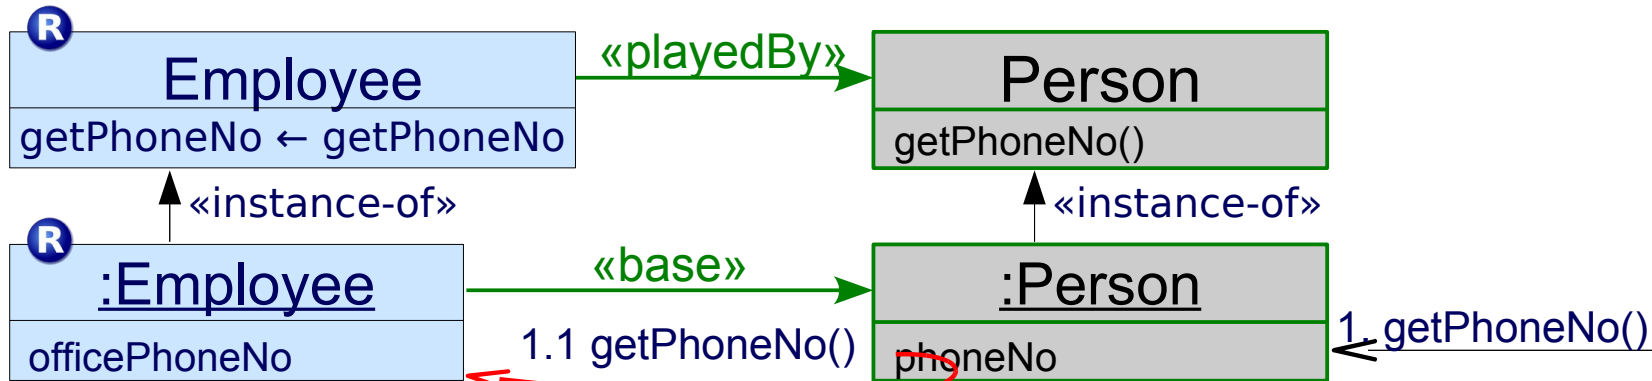 R
Employee
«playedBy»
Person
getPhoneNo ← getPhoneNo
getPhoneNo()
«instance-of»
«instance-of»
R
:Employee
«base»
:Person
officePhoneNo
1.1 getPhoneNo()
phoneNo
1. getPhoneNo()